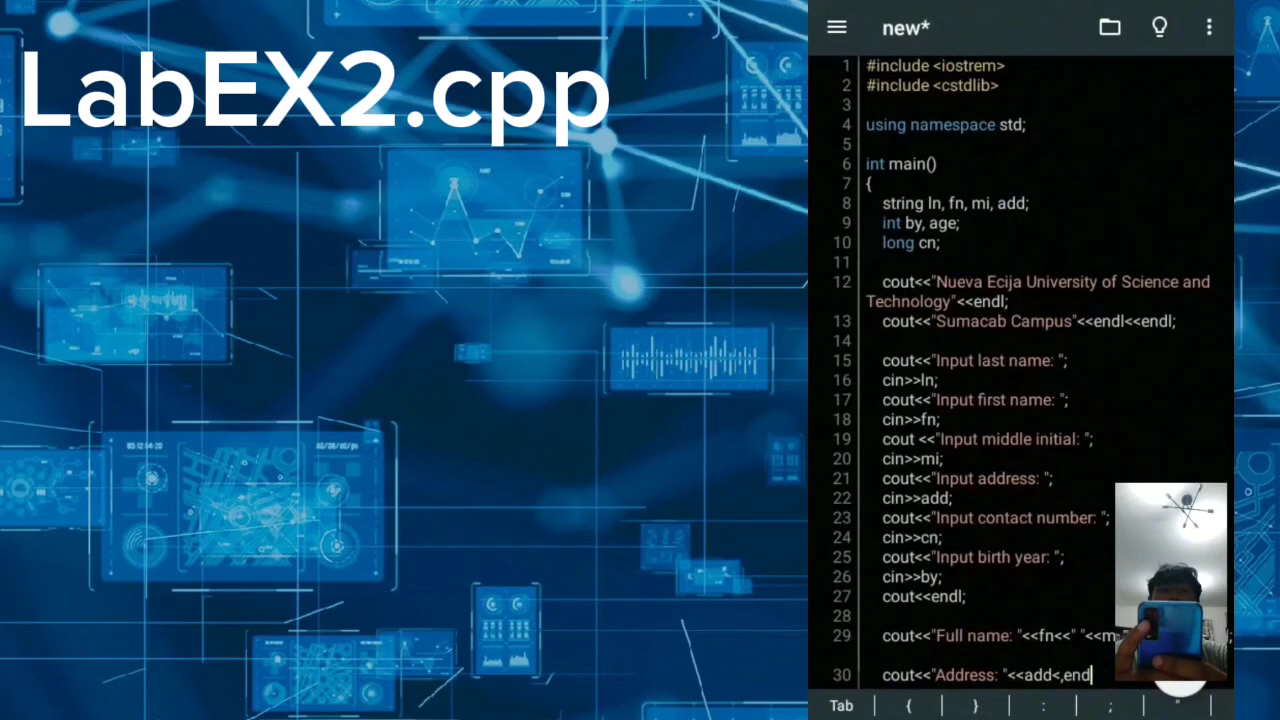 LabEX2.cpp
new*
1 #include <iostrem>
2 #include <cstdlib>
3
4 using namespace std;
5
6 int main()
7 {
8 string ln, fn, mi, add;
9 int by, age;
10 long cn;
11
12 cout<<"Nueva Ecija University of Science and
Technology"<<endl;
13 cout<<"Sumacab Campus"<<endl<<endl;
14
15 cout<<"Input last name: ";
16 cin>>ln;
17 cout<<"Input first name: ";
18 cin>>fn;
19 cout <<"Input middle initial: ";
20 cin>>mi;
21 cout<<"Input address: ";
22 cin>>add;
23 cout<<"Input contact number: ";
24 cin>>cn;
25 cout<<"Input birth year: ";
26 cin>>by;
27 cout<<endl;
28
29 cout<<"Full name: "<<fn<<" "<<m
30 cout<<"Address: "<<add<,end
Tab { } : ; "